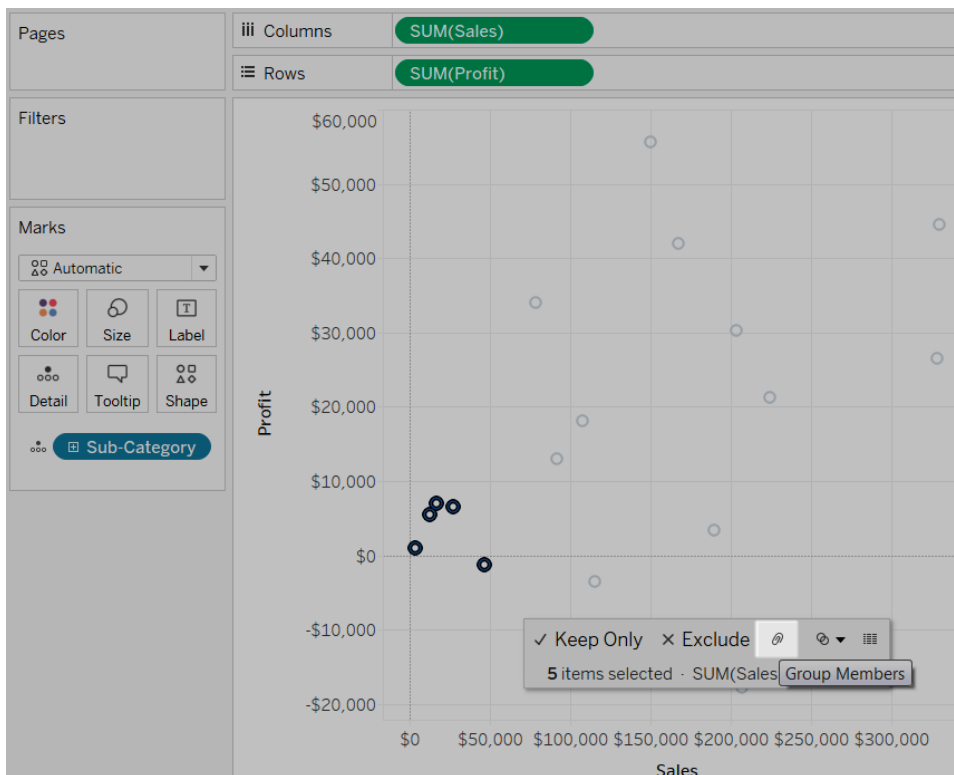 Pages
Columns
SUM(Sales)
Rows
SUM(Profit)
Filters
Marks
Automatic
Color Size Label
Detail Tooltip Shape
Sub-Category
$60,000
$50,000
$40,000
$30,000
$20,000
$10,000
$0
-$10,000
-$20,000
Profit
Keep Only Exclude
5 items selected · SUM(Sales
Group Members
$0 $50,000 $100,000 $150,000 $200,000 $250,000 $300,000
Sales